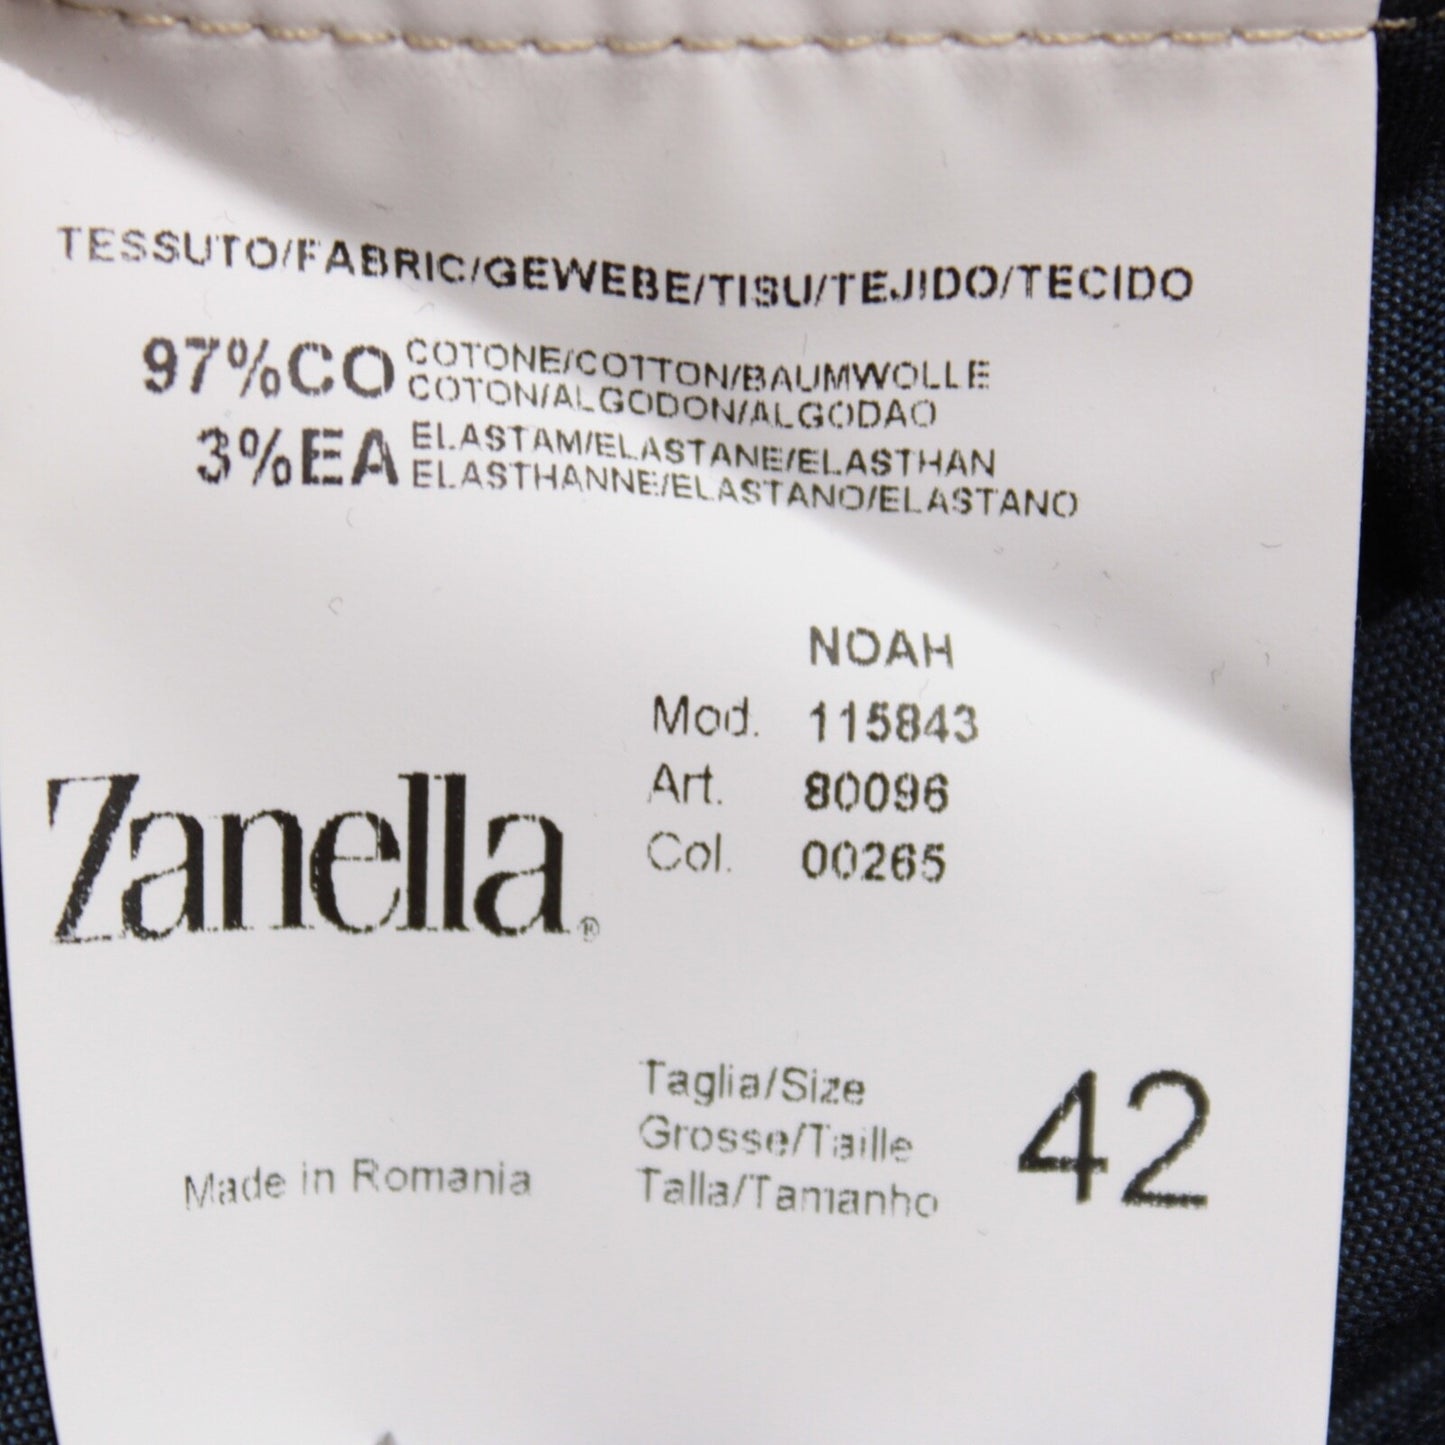 TESSUTO/FABRIC/GEWEBE/TISU/TEJIDO/TECIDO
97%CO COTONE/COTTON/BAUMWOLLE
COTON/ALGODON/ALGODAO
3%EA ELASTAM/ELASTANE/ELASTHAN
ELASTHANNE/ELASTANO/ELASTANO
NOAH
Mod. 115843
Art. 80096
Col. 00265
Zanella®
Taglia/Size
Grosse/Taille
Talla/Tamanho
42
Made in Romania